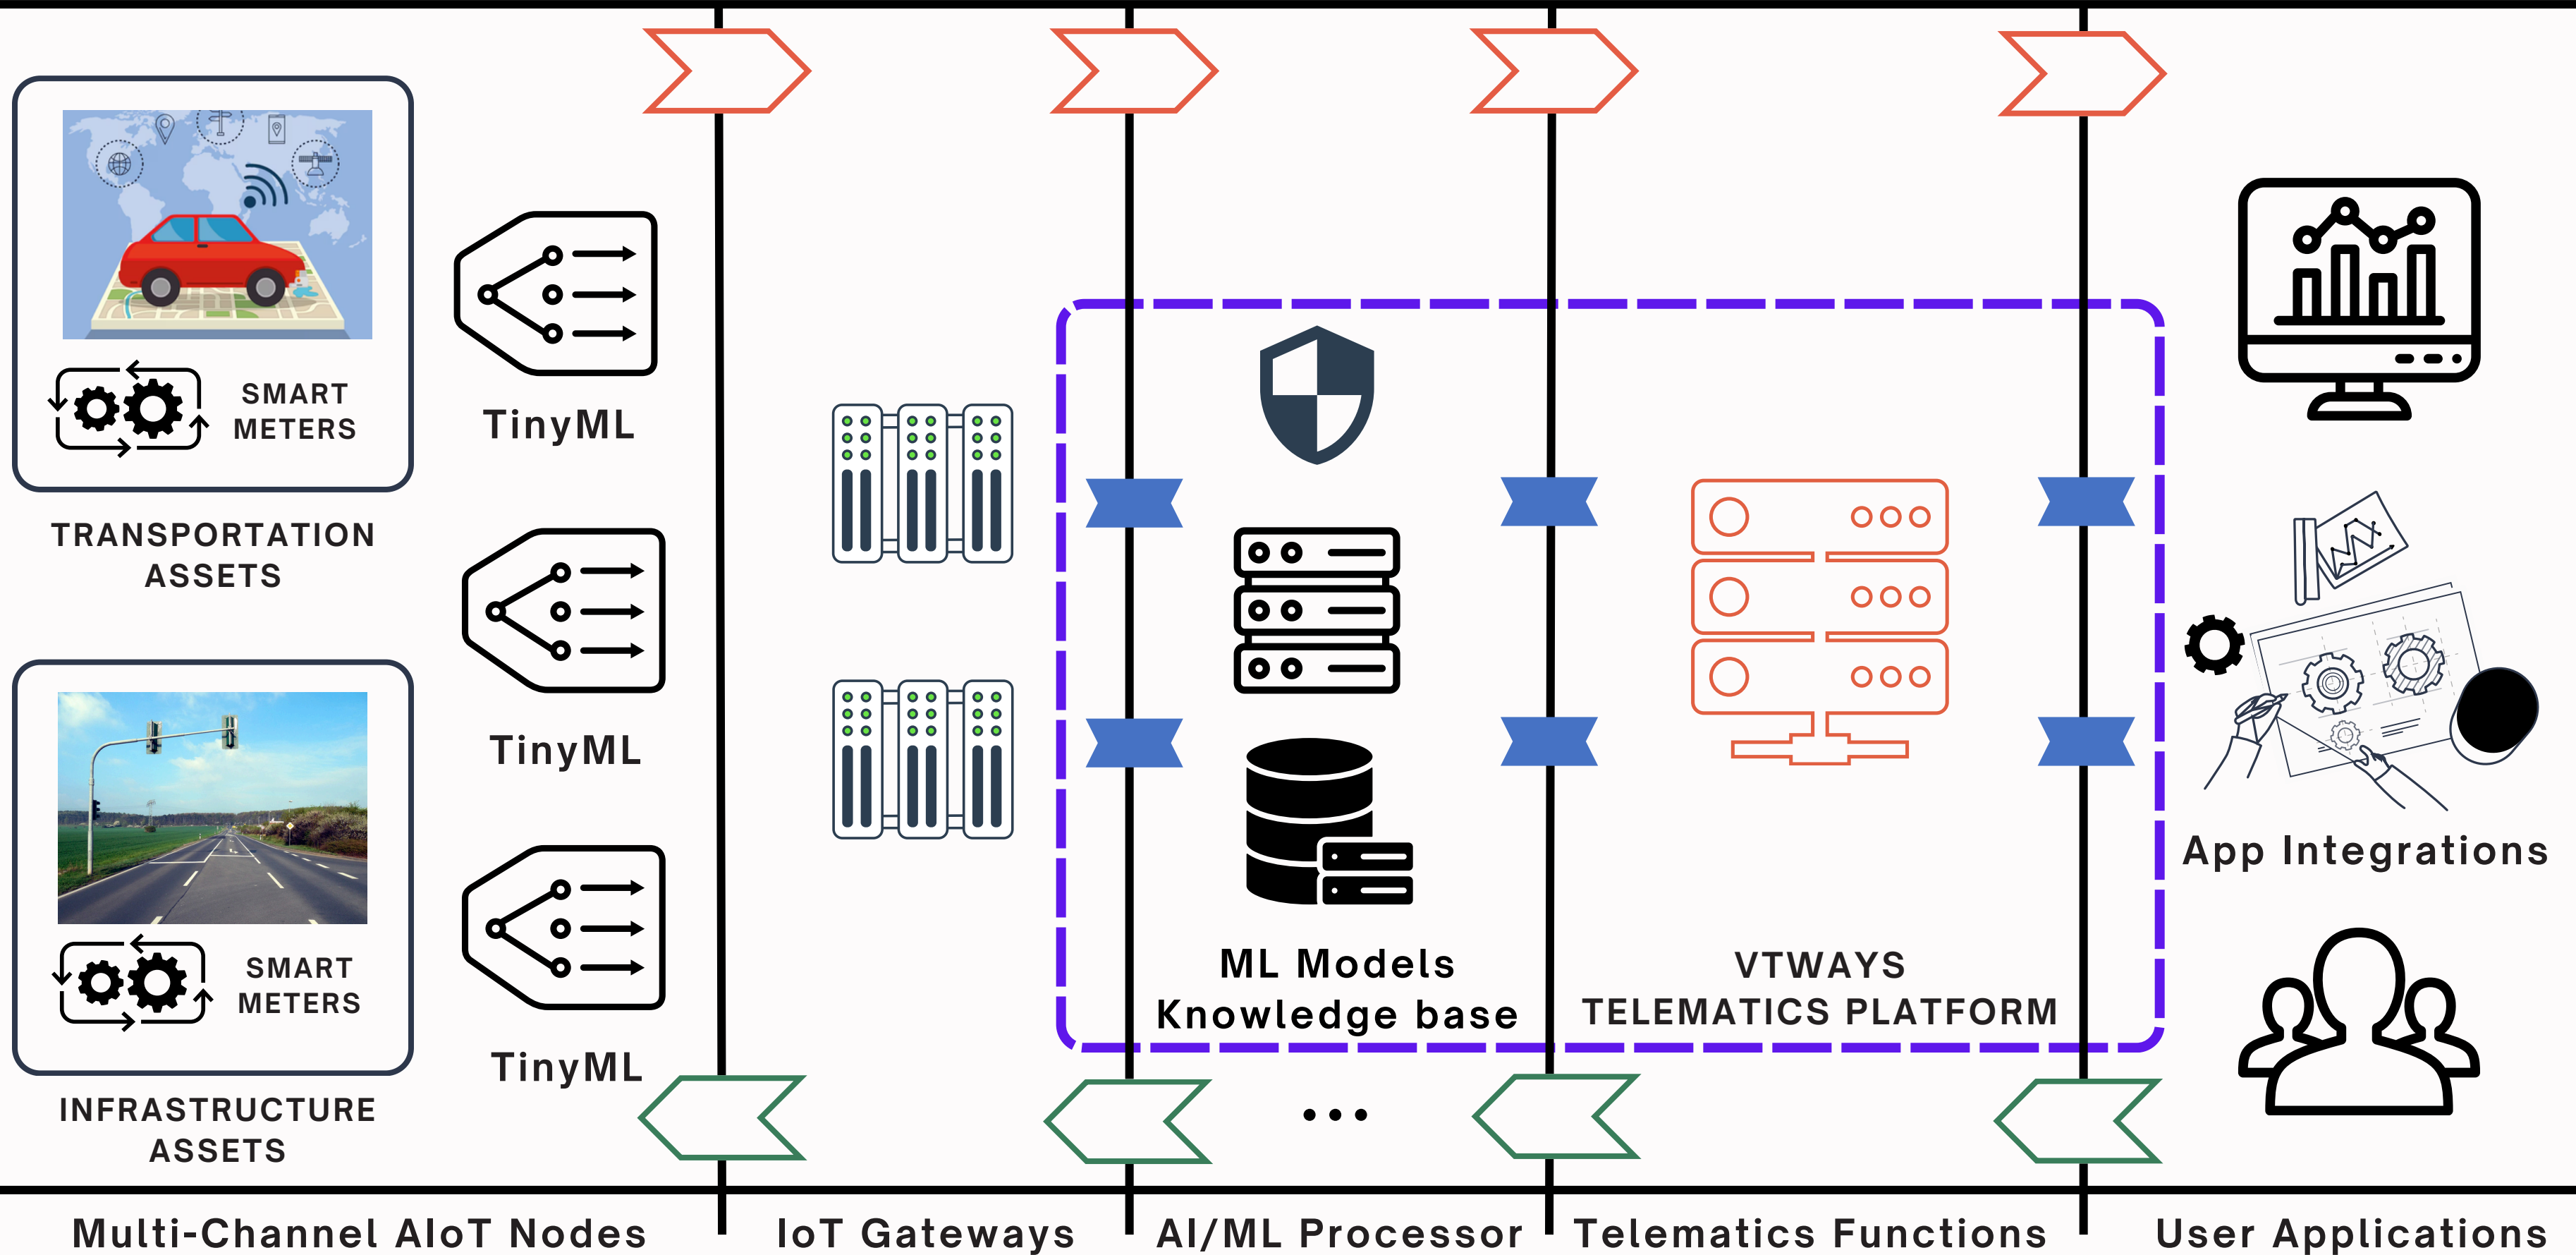 SMART
METERS
TRANSPORTATION
ASSETS
SMART
METERS
INFRASTRUCTURE
ASSETS
TinyML
TinyML
TinyML
ML Models
Knowledge base
...
VTWAYS
TELEMATICS PLATFORM
App Integrations
Multi-Channel AIoT Nodes
IoT Gateways
AI/ML Processor
Telematics Functions
User Applications